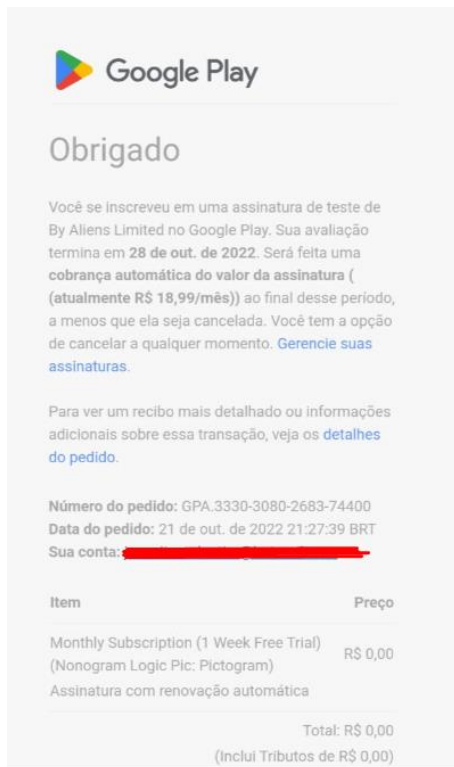 Google Play
Obrigado
Você se inscreveu em uma assinatura de teste de
By Aliens Limited no Google Play. Sua avaliação
termina em 28 de out. de 2022. Será feita uma
cobrança automática do valor da assinatura (
(atualmente R$ 18,99/mês)) ao final desse período,
a menos que ela seja cancelada. Você tem a opção
de cancelar a qualquer momento. Gerencie suas
assinaturas.
Para ver um recibo mais detalhado ou informações
adicionais sobre essa transação, veja os detalhes
do pedido.
Número do pedido: GPA.3330-3080-2683-74400
Data do pedido: 21 de out. de 2022 21:27:39 BRT
Sua conta:
Item Preço
Monthly Subscription (1 Week Free Trial)
(Nonogram Logic Pic: Pictogram) R$ 0,00
Assinatura com renovação automática
Total: R$ 0,00
(Inclui Tributos de R$ 0,00)